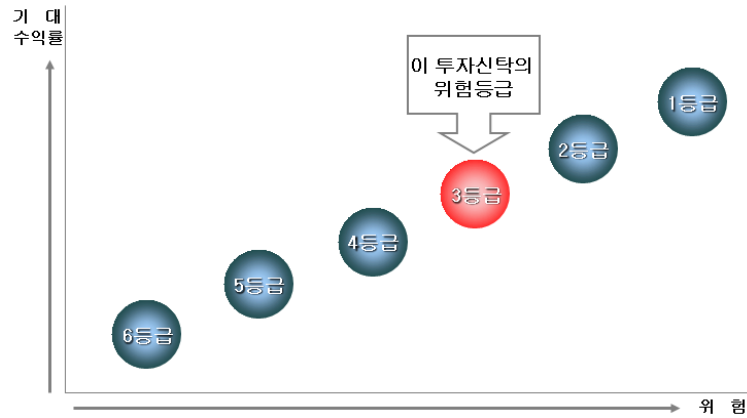 기 대
수익률
이 투자신탁의
위험등급
1등급
2등급
3등급
4등급
5등급
6등급
위 험